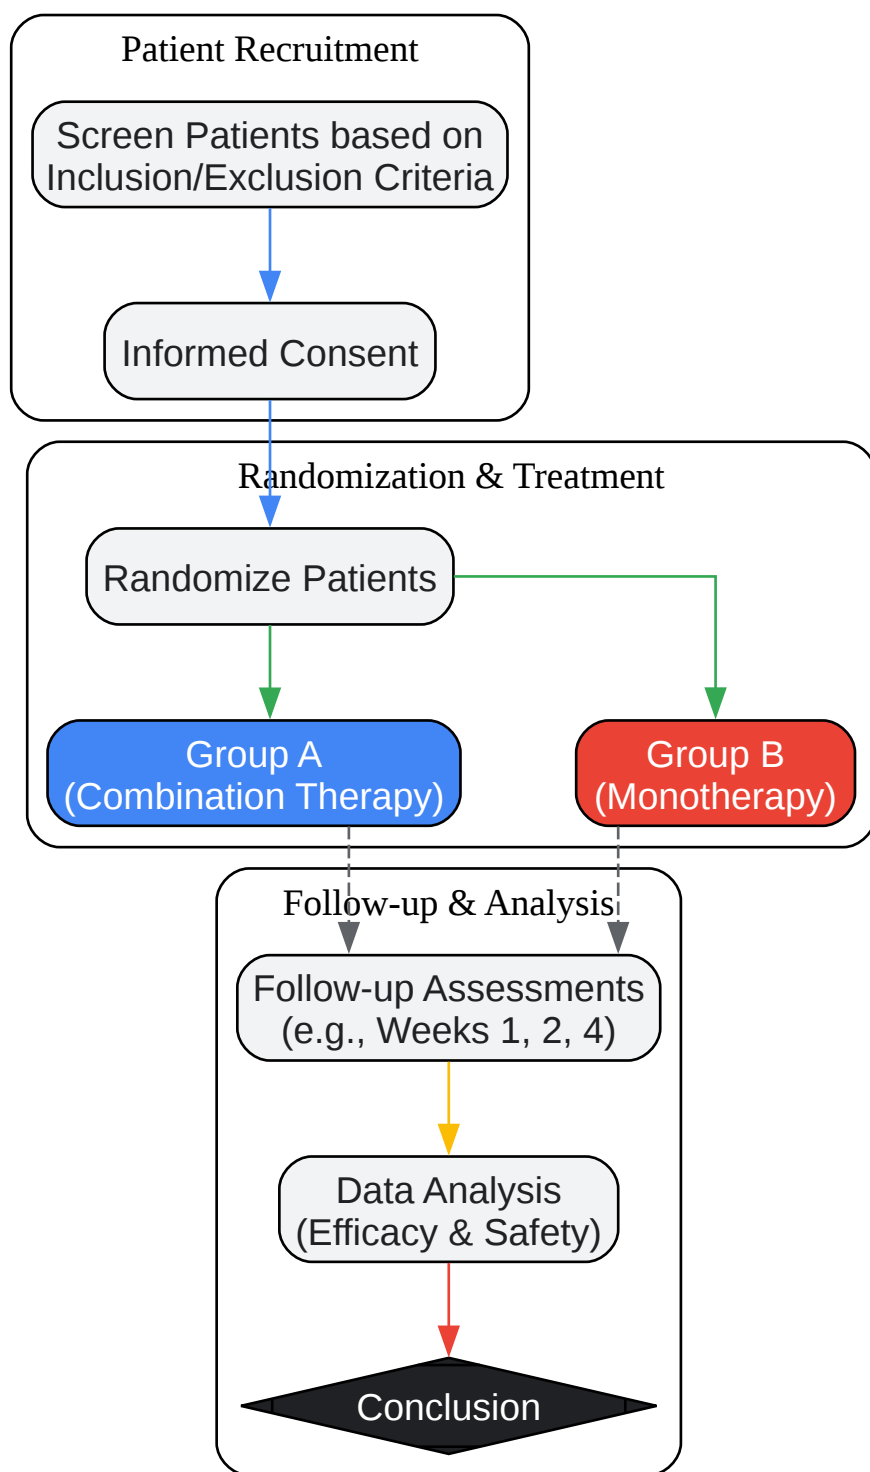 Patient Recruitment
Screen Patients based on
Inclusion/Exclusion Criteria
Informed Consent
Randomization & Treatment
Randomize Patients
Group A
(Combination Therapy)
Group B
(Monotherapy)
Follow-up & Analysis
Follow-up Assessments
(e.g., Weeks 1, 2, 4)
Data Analysis
(Efficacy & Safety)
Conclusion